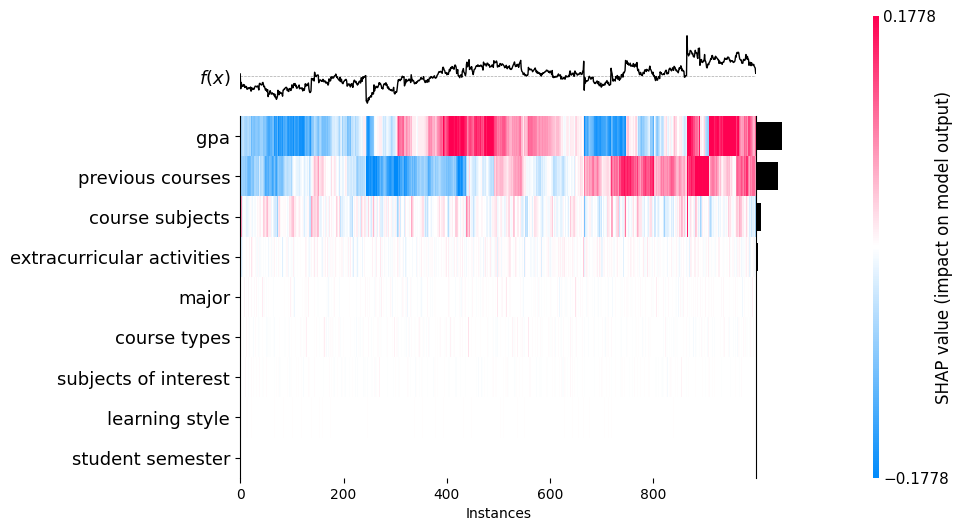 0.1778
f(x)
gpa
previous courses
course subjects
extracurricular activities
major
course types
subjects of interest
learning style
student semester
0 200 400 600 800
Instances
SHAP value (impact on model output)
−0.1778